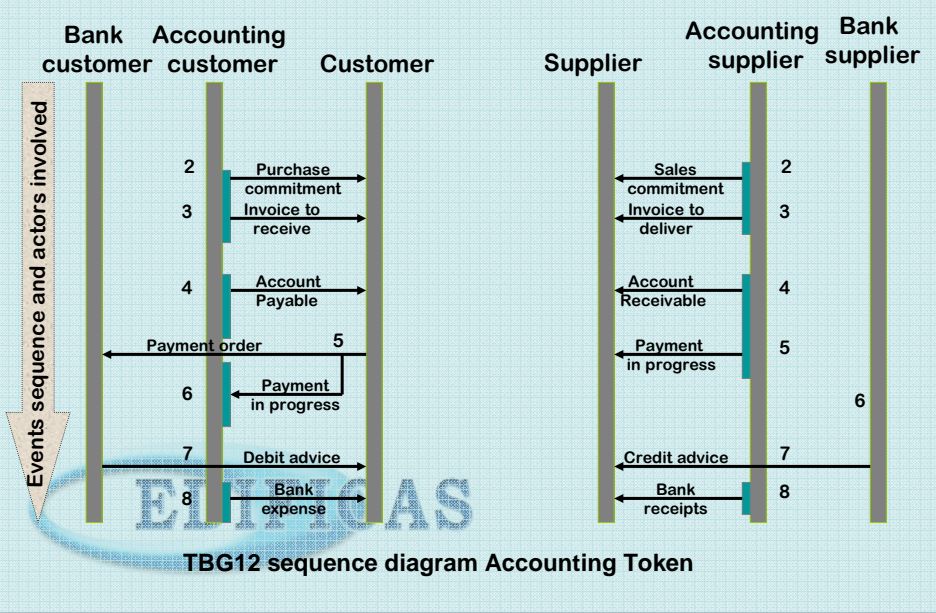 Bank customer
Accounting customer
Customer
Supplier
Accounting supplier
Bank supplier
Events sequence and actors involved
2
Purchase
commitment
3
Invoice to
receive
4
Account
Payable
Payment order
5
6
Payment
in progress
7
Debit advice
8
Bank
expense
Sales
commitment
2
Invoice to
deliver
3
Account
Receivable
4
Payment
in progress
5
6
Credit advice
7
Bank
receipts
8
EDIFICAS
TBG12 sequence diagram Accounting Token